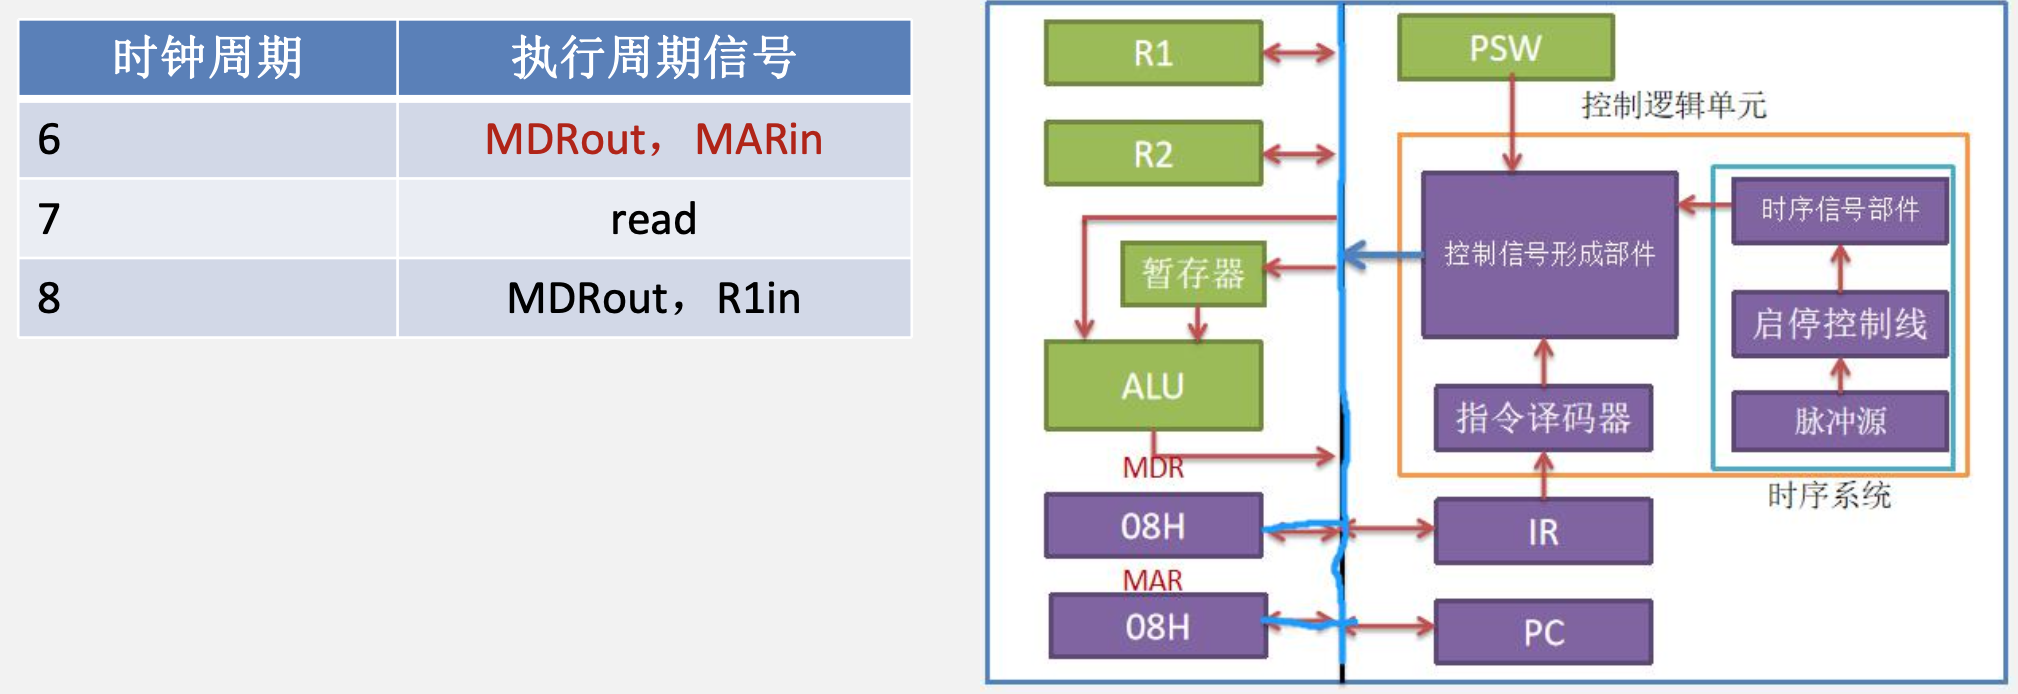 时钟周期 执行周期信号
6 MDRout，MARin
7 read
8 MDRout，R1in
R1
R2
暂存器
ALU
MDR
08H
MAR
08H
PSW
控制逻辑单元
控制信号形成部件
时序信号部件
启停控制线
脉冲源
指令译码器
时序系统
IR
PC